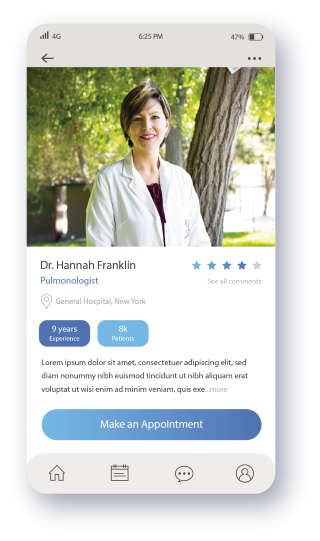 4G 6:25 PM 47%
Dr. Hannah Franklin
Pulmonologist See all comments
General Hospital, New York
9 years 8k
Experience Patients
Lorem ipsum dolor sit amet, consectetuer adipiscing elit, sed
diam nonummy nibh euismod tincidunt ut nibh aliquam erat
voluptat ut wisi enim ad minim veniam, quis exe...more
Make an Appointment